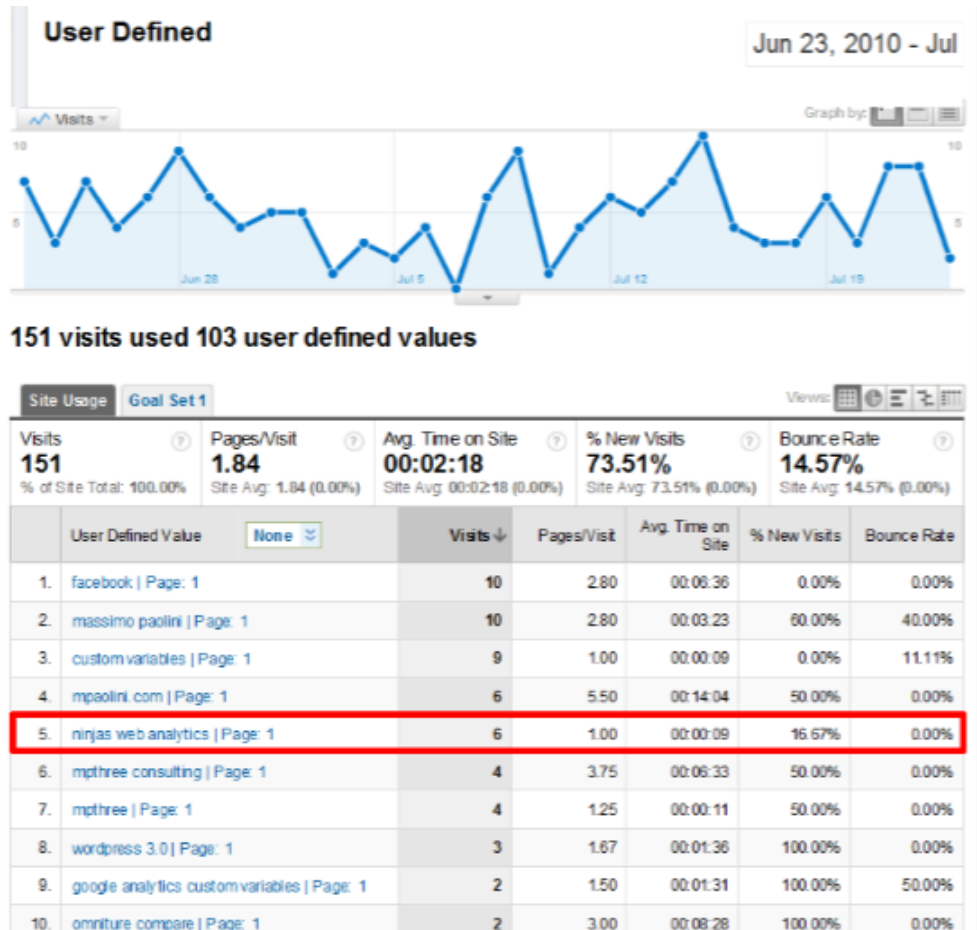 User Defined
Jun 23, 2010 - Jul
Visits
Graph by:
10 10
5 5
Jun 28 Jul 5 Jul 12 Jul 19
151 visits used 103 user defined values
Site Usage Goal Set 1 Views:
Visits ? Pages/Visit ? Avg. Time on Site ? % New Visits ? Bounce Rate ?
151 1.84 00:02:18 73.51% 14.57%
% of Site Total: 100.00% Site Avg: 1.84 (0.00%) Site Avg: 00:02:18 (0.00%) Site Avg: 73.51% (0.00%) Site Avg: 14.57% (0.00%)
User Defined Value None Visits Pages/Visit Avg. Time on Site % New Visits Bounce Rate
1. facebook | Page: 1 10 2.80 00:06:36 0.00% 0.00%
2. massimo paolini | Page: 1 10 2.80 00:03:23 60.00% 40.00%
3. custom variables | Page: 1 9 1.00 00:00:09 0.00% 11.11%
4. mpaolini.com | Page: 1 6 5.50 00:14:04 50.00% 0.00%
5. ninjas web analytics | Page: 1 6 1.00 00:00:09 16.67% 0.00%
6. mpthree consulting | Page: 1 4 3.75 00:06:33 50.00% 0.00%
7. mpthree | Page: 1 4 1.25 00:00:11 50.00% 0.00%
8. wordpress 3.0 | Page: 1 3 1.67 00:01:36 100.00% 0.00%
9. google analytics custom variables | Page: 1 2 1.50 00:01:31 100.00% 50.00%
10. omniture compare | Page: 1 2 3.00 00:08:28 100.00% 0.00%